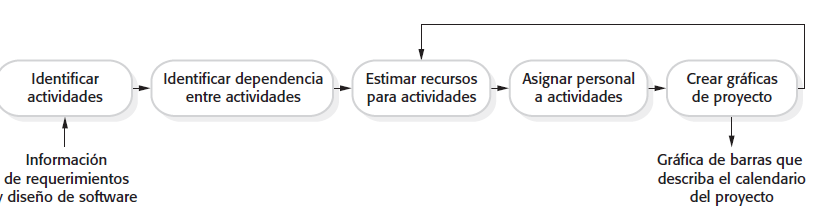 Identificar
actividades
Identificar dependencia
entre actividades
Estimar recursos
para actividades
Asignar personal
a actividades
Crear gráficas
de proyecto
Información
de requerimientos
y diseño de software
Gráfica de barras que
describa el calendario
del proyecto